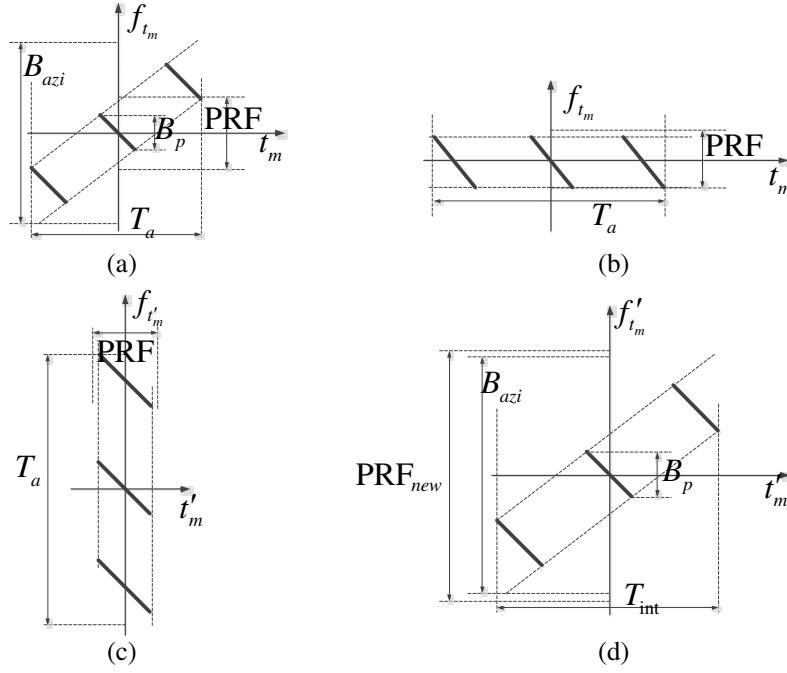 f_{t_m}
B_{azi}
B_p
PRF
t_m
T_a
(a)
f_{t_m}
PRF
t_m
T_a
(b)
f_{t'_m}
PRF
T_a
t'_m
(c)
f'_{t_m}
B_{azi}
PRF_{new}
B_p
t'_m
T_{int}
(d)